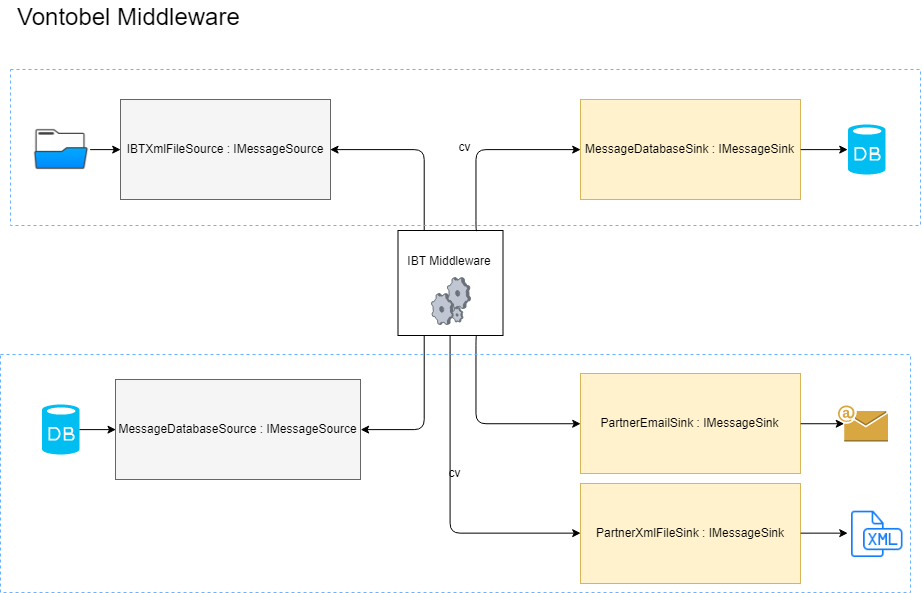 Vontobel Middleware
IBTXmlFileSource : IMessageSource
cv
MessageDatabaseSink : IMessageSink
DB
IBT Middleware
DB
MessageDatabaseSource : IMessageSource
PartnerEmailSink : IMessageSink
@
cv
PartnerXmlFileSink : IMessageSink
XML